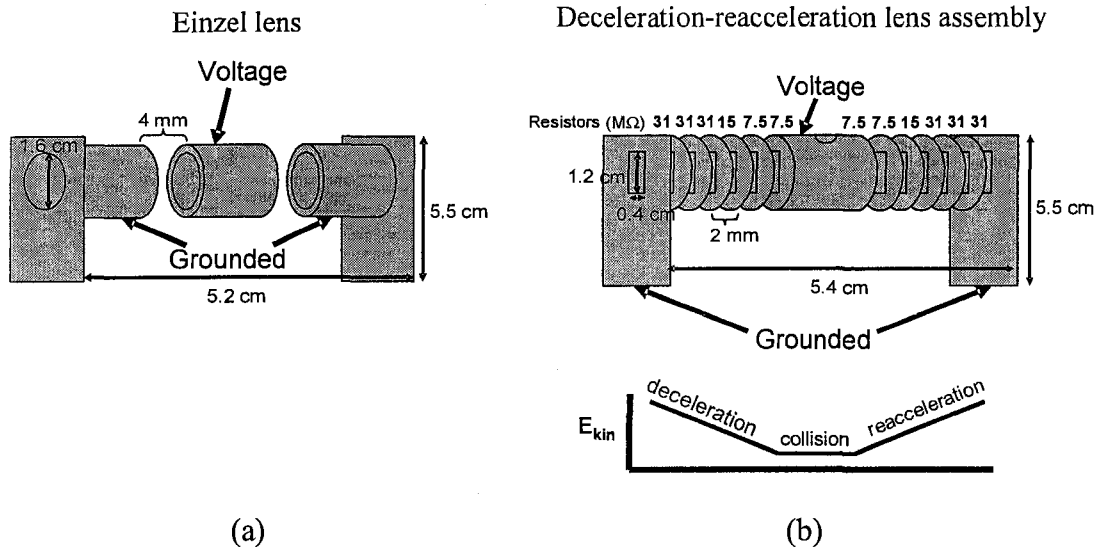 Einzel lens
Voltage
4 mm
1.6 cm
5.5 cm
Grounded
5.2 cm
(a)
Deceleration-reacceleration lens assembly
Voltage
Resistors (MΩ) 31 31 31 15 7.5 7.5 7.5 7.5 15 31 31 31
1.2 cm
0.4 cm
2 mm
5.5 cm
5.4 cm
Grounded
deceleration
collision
reacceleration
Ekin
(b)